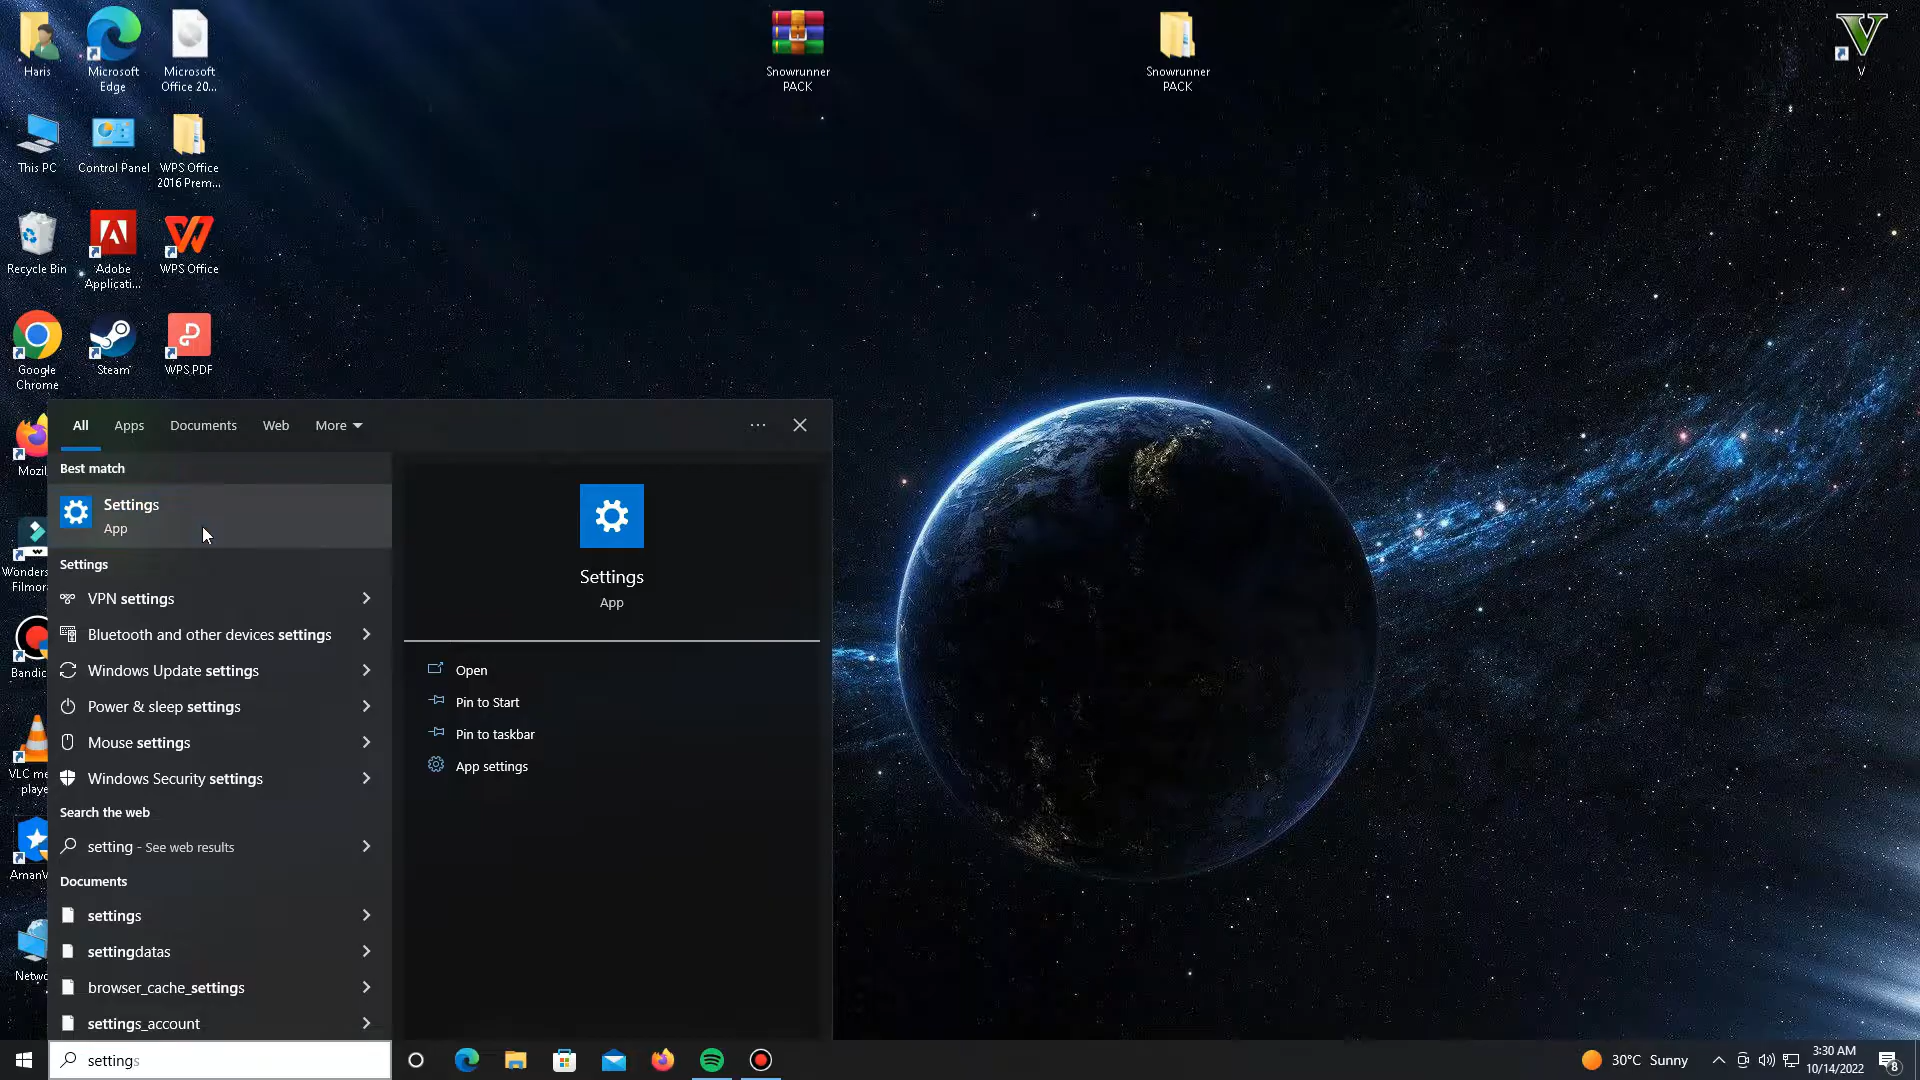 Haris
Microsoft
Edge
Microsoft
Office 20...
Snowrunner
PACK
Snowrunner
PACK
V
This PC
Control Panel
WPS Office
2016 Prem...
Recycle Bin
Adobe
Applicati...
WPS Office
Google
Chrome
Steam
WPS PDF
Mozil
Wonders
Filmor
Bandic
VLC me
playe
AmanV
Netwo
All
Apps
Documents
Web
More
Best match
Settings
App
Settings
VPN settings
Bluetooth and other devices settings
Windows Update settings
Power & sleep settings
Mouse settings
Windows Security settings
Search the web
setting - See web results
Documents
settings
settingdatas
browser_cache_settings
settings_account
Settings
App
Open
Pin to Start
Pin to taskbar
App settings
settings
30°C Sunny
3:30 AM
10/14/2022
8